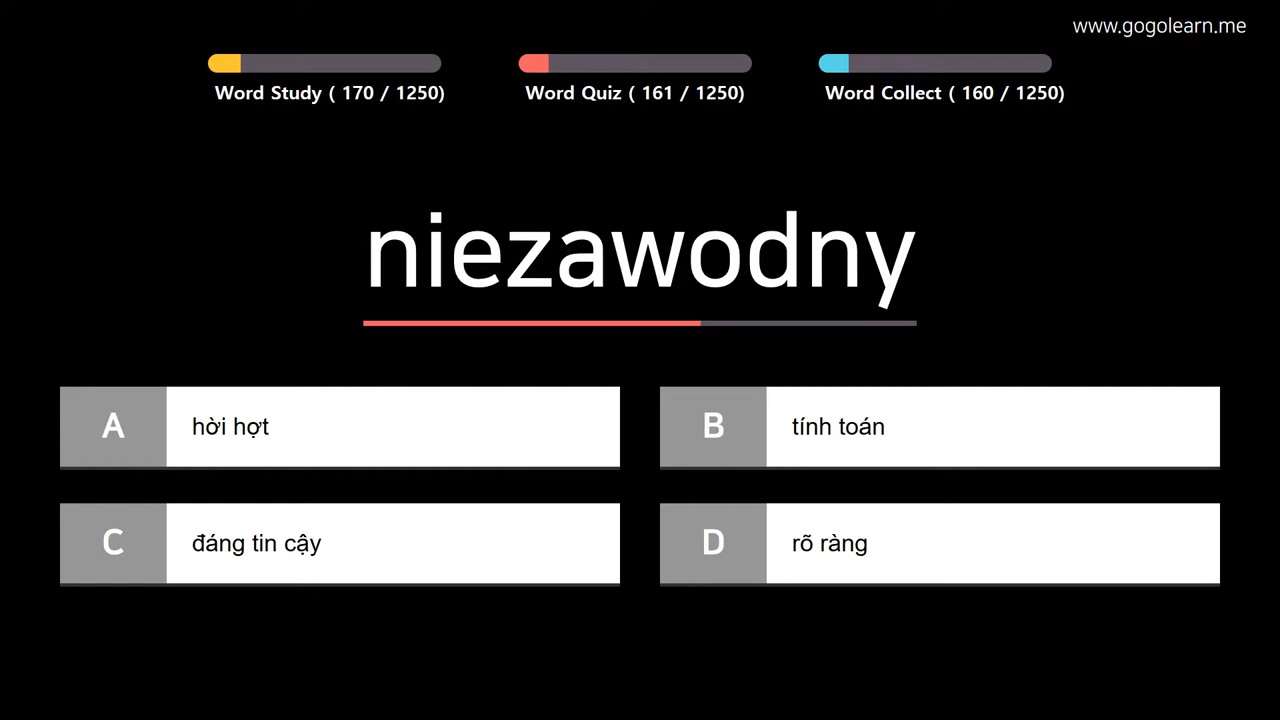 www.gogolearn.me
Word Study ( 170 / 1250)
Word Quiz ( 161 / 1250)
Word Collect ( 160 / 1250)
niezawodny
A hời hợt
B tính toán
C đáng tin cậy
D rõ ràng